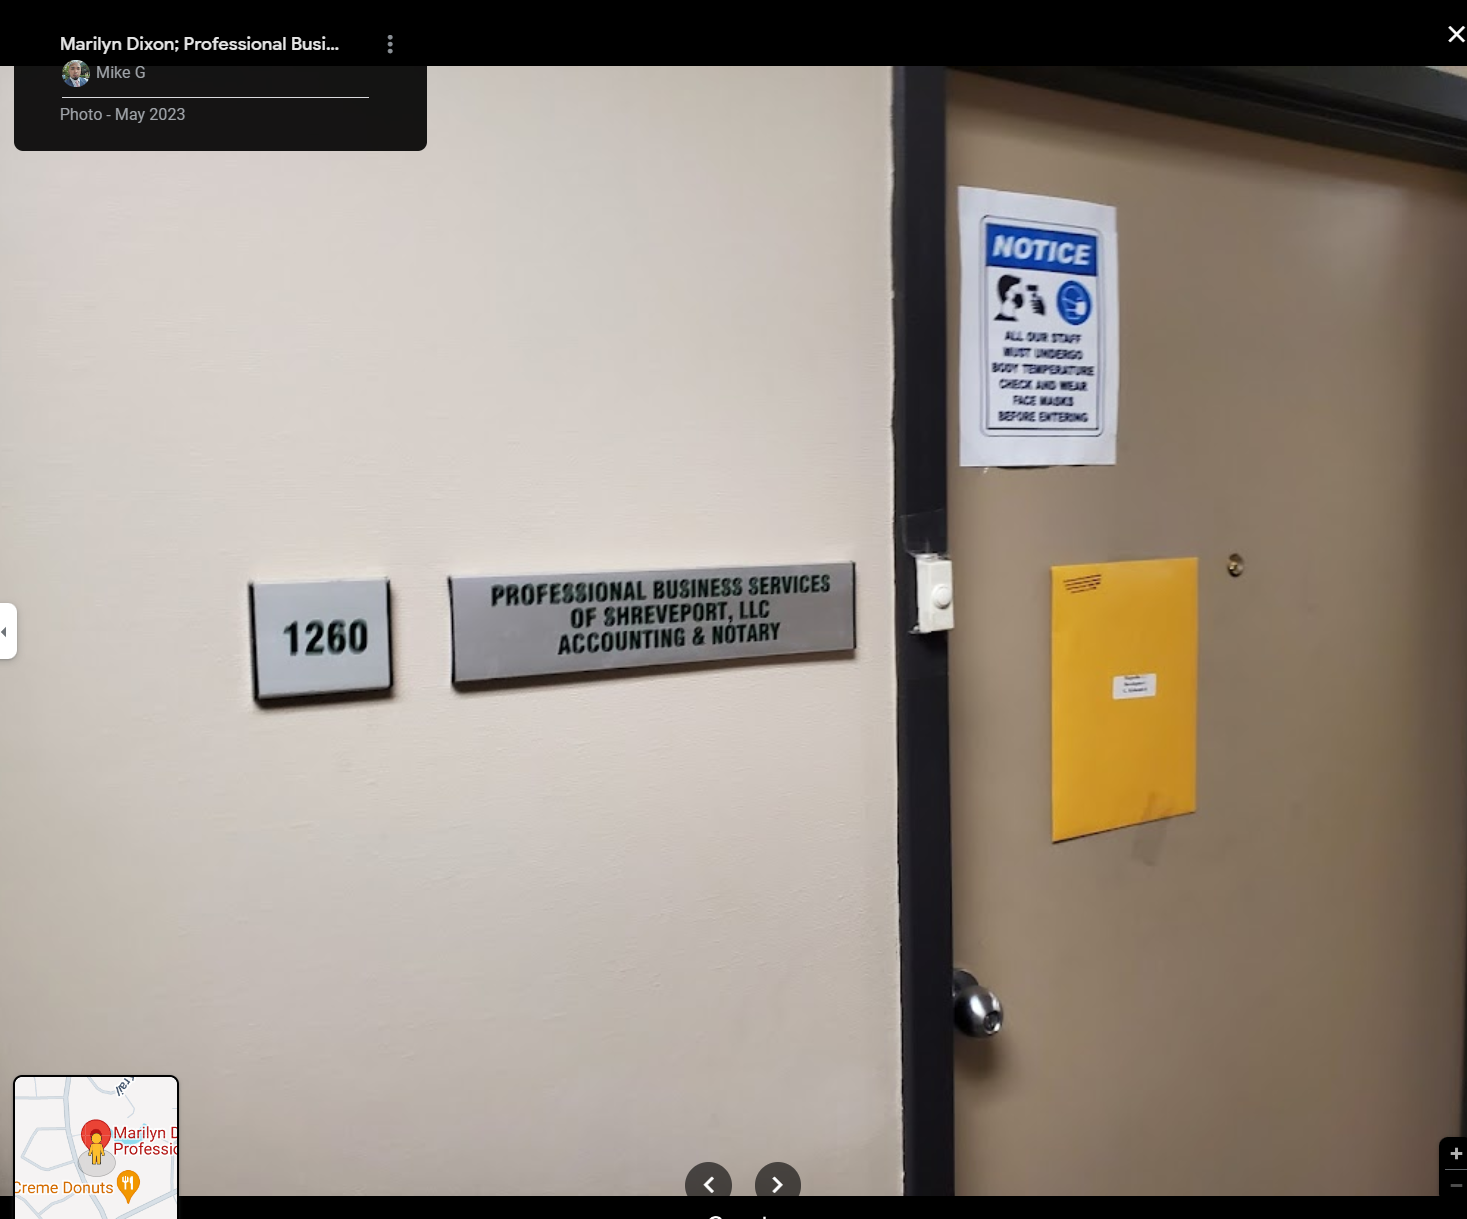 Marilyn Dixon; Professional Busi...
Mike G
Photo - May 2023
NOTICE
ALL OUR STAFF
MUST UNDERGO
BODY TEMPERATURE
CHECK AND WEAR
FACE MASKS
BEFORE ENTERING
1260
PROFESSIONAL BUSINESS SERVICES
OF SHREVEPORT, LLC
ACCOUNTING & NOTARY
Marilyn D
Professio
Creme Donuts